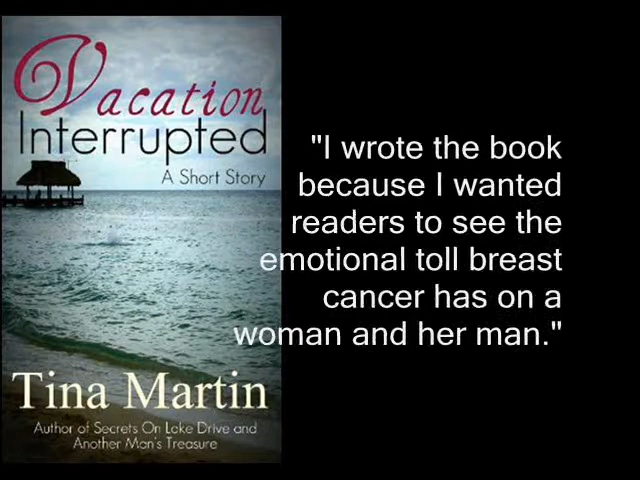 Vacation
Interrupted
A Short Story
"I wrote the book
because I wanted
readers to see the
emotional toll breast
cancer has on a
woman and her man."
Tina Martin
Author of Secrets On Lake Drive and
Another Man's Treasure